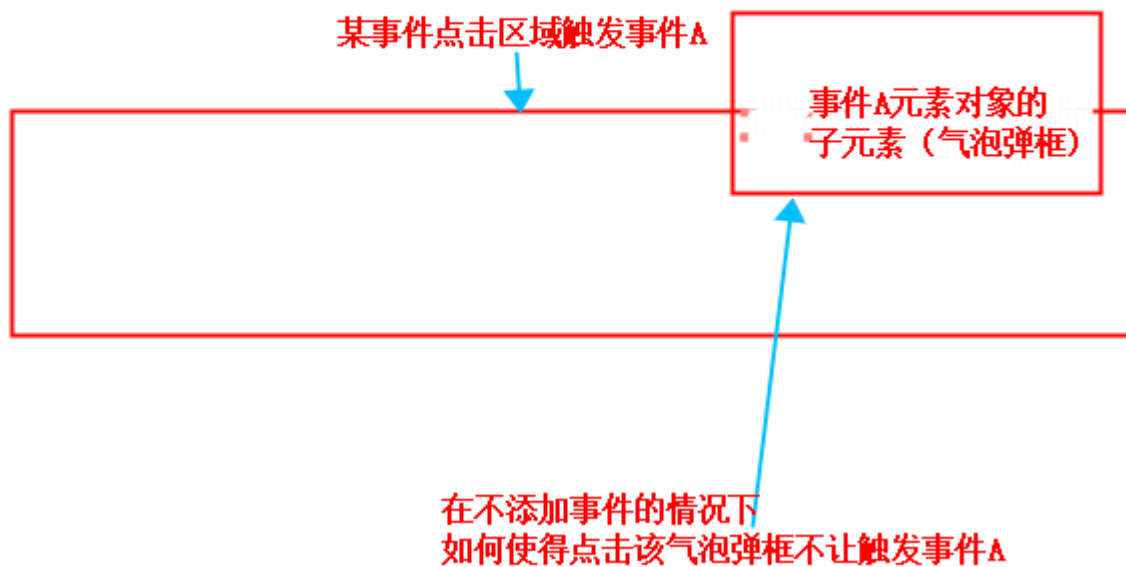 某事件点击区域触发事件A
事件A元素对象的
子元素（气泡弹框）
在不添加事件的情况下
如何使得点击该气泡弹框不让触发事件A